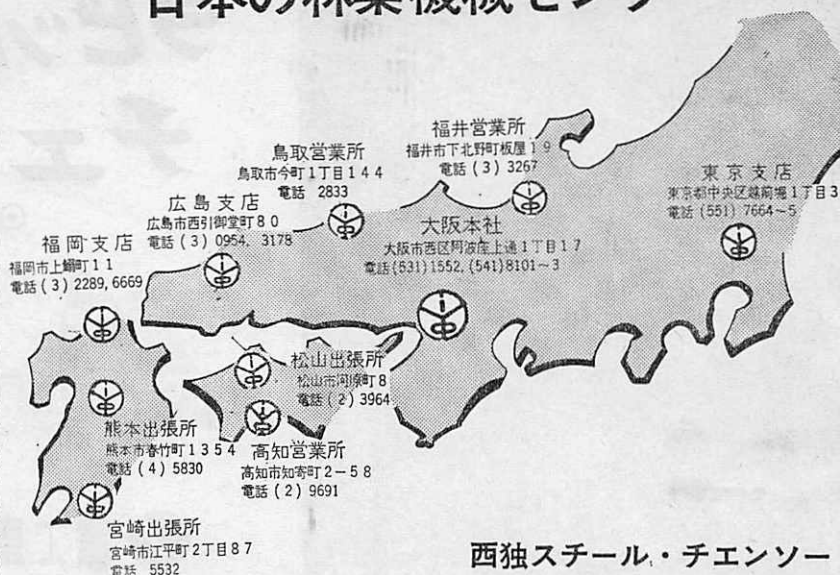 日本の林業機械センター
福井営業所
福井市下北野町板屋19
電話(3)3267
鳥取営業所
鳥取市今町1丁目144
電話 2833
東京支店
東京都中央区越前堀1丁目3
電話(551)7664~5
広島支店
広島市西引御堂町80
電話(3)0954, 3178
大阪本社
大阪市西区阿波座上通1丁目17
電話(531)1552,(541)8101~3
福岡支店
福岡市上鰯町11
電話(3)2289,6669
松山出張所
松山市河原町8
電話(2)3964
熊本出張所
熊本市春竹町1354
電話(4)5830
高知営業所
高知市知寄町2-58
電話(2)9691
宮崎出張所
宮崎市江平町2丁目87
電話 5532
西独スチール・チェンソー